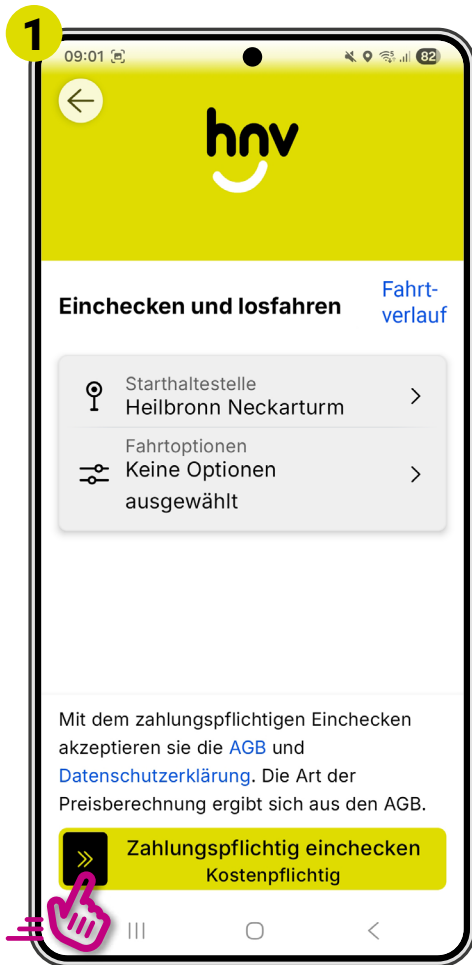 1
09:01
82
hnv
Einchecken und losfahren
Fahrt-
verlauf
Starthaltestelle
Heilbronn Neckarturm
Fahrtoptionen
Keine Optionen
ausgewählt
Mit dem zahlungspflichtigen Einchecken
akzeptieren sie die AGB und
Datenschutzerklärung. Die Art der
Preisberechnung ergibt sich aus den AGB.
Zahlungspflichtig einchecken
Kostenpflichtig